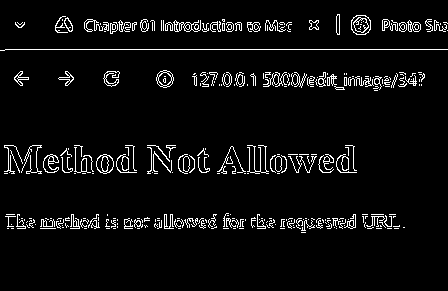 Chapter 01 Introduction to Mac
Photo Sha
127.0.0.1:5000/edit_image/34?
Method Not Allowed
The method is not allowed for the requested URL.